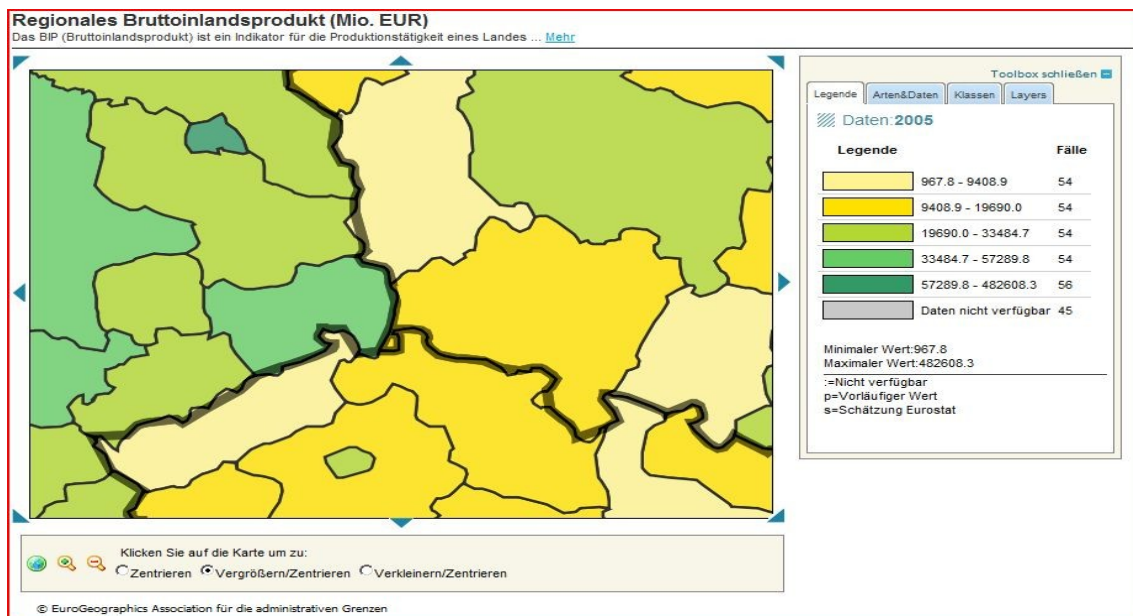 Regionales Bruttoinlandsprodukt (Mio. EUR)
Das BIP (Bruttoinlandsprodukt) ist ein Indikator für die Produktionstätigkeit eines Landes ... Mehr
Toolbox schließen
Legende Arten&Daten Klassen Layers
Daten:2005
Legende Fälle
967.8 - 9408.9 54
9408.9 - 19690.0 54
19690.0 - 33484.7 54
33484.7 - 57289.8 54
57289.8 - 482608.3 56
Daten nicht verfügbar 45
Minimaler Wert:967.8
Maximaler Wert:482608.3
:=Nicht verfügbar
p=Vorläufiger Wert
s=Schätzung Eurostat
Klicken Sie auf die Karte um zu:
Zentrieren Vergrößern/Zentrieren Verkleinern/Zentrieren
© EuroGeographics Association für die administrativen Grenzen